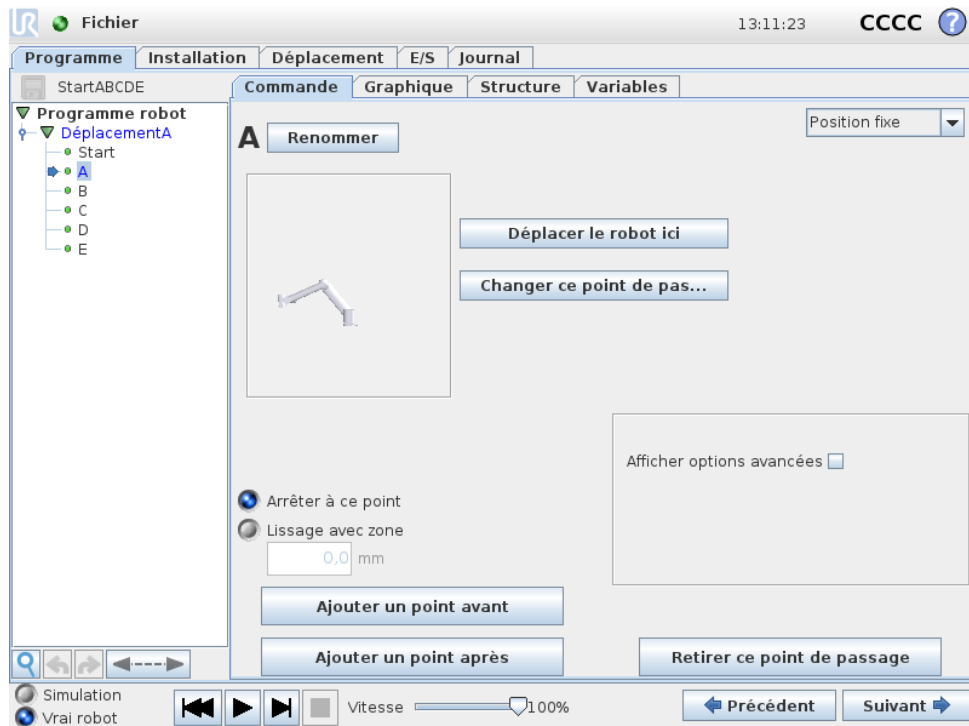 UR Fichier 13:11:23 CCCC ?
Programme Installation Déplacement E/S Journal
StartABCDE
Commande Graphique Structure Variables
Programme robot
DéplacementA
Start
A
B
C
D
E
A Renommer
Position fixe
Déplacer le robot ici
Changer ce point de pas...
Afficher options avancées
Arrêter à ce point
Lissage avec zone
0,0 mm
Ajouter un point avant
Ajouter un point après
Retirer ce point de passage
Simulation
Vrai robot
Vitesse 100%
Précédent
Suivant